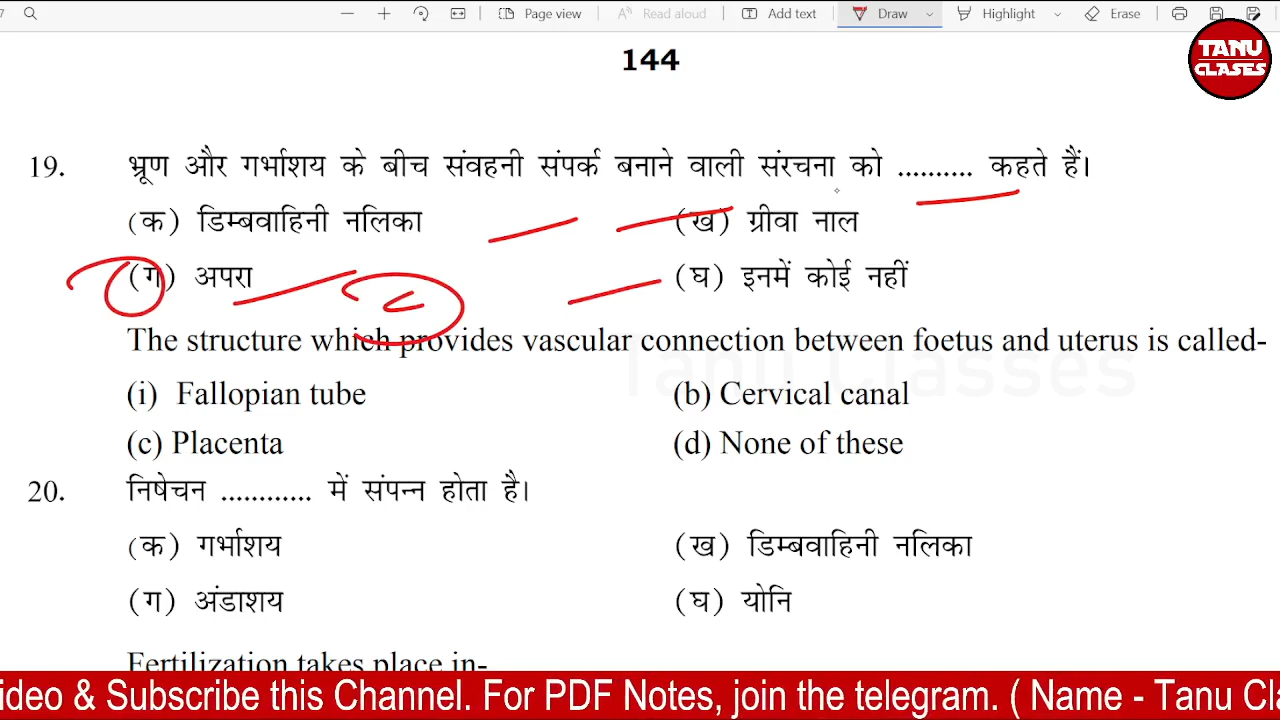 Page view Read aloud Add text Draw Highlight Erase
TANU
CLASES
144
19. भ्रूण और गर्भाशय के बीच संवहनी संपर्क बनाने वाली संरचना को .......... कहते हैं।
(क) डिम्बवाहिनी नलिका (ख) ग्रीवा नाल
(ग) अपरा (घ) इनमें कोई नहीं
The structure which provides vascular connection between foetus and uterus is called-
(i) Fallopian tube (b) Cervical canal
(c) Placenta (d) None of these
Tanu Classes
20. निषेचन ............ में संपन्न होता है।
(क) गर्भाशय (ख) डिम्बवाहिनी नलिका
(ग) अंडाशय (घ) योनि
Fertilization takes place in-
ideo & Subscribe this Channel. For PDF Notes, join the telegram. ( Name - Tanu Cla